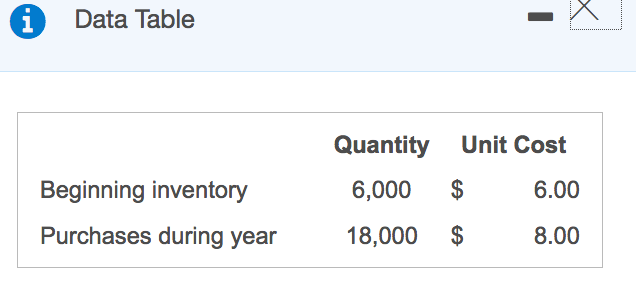 Data Table
Quantity Unit Cost
Beginning inventory 6,000 $ 6.00
Purchases during year 18,000 $ 8.00